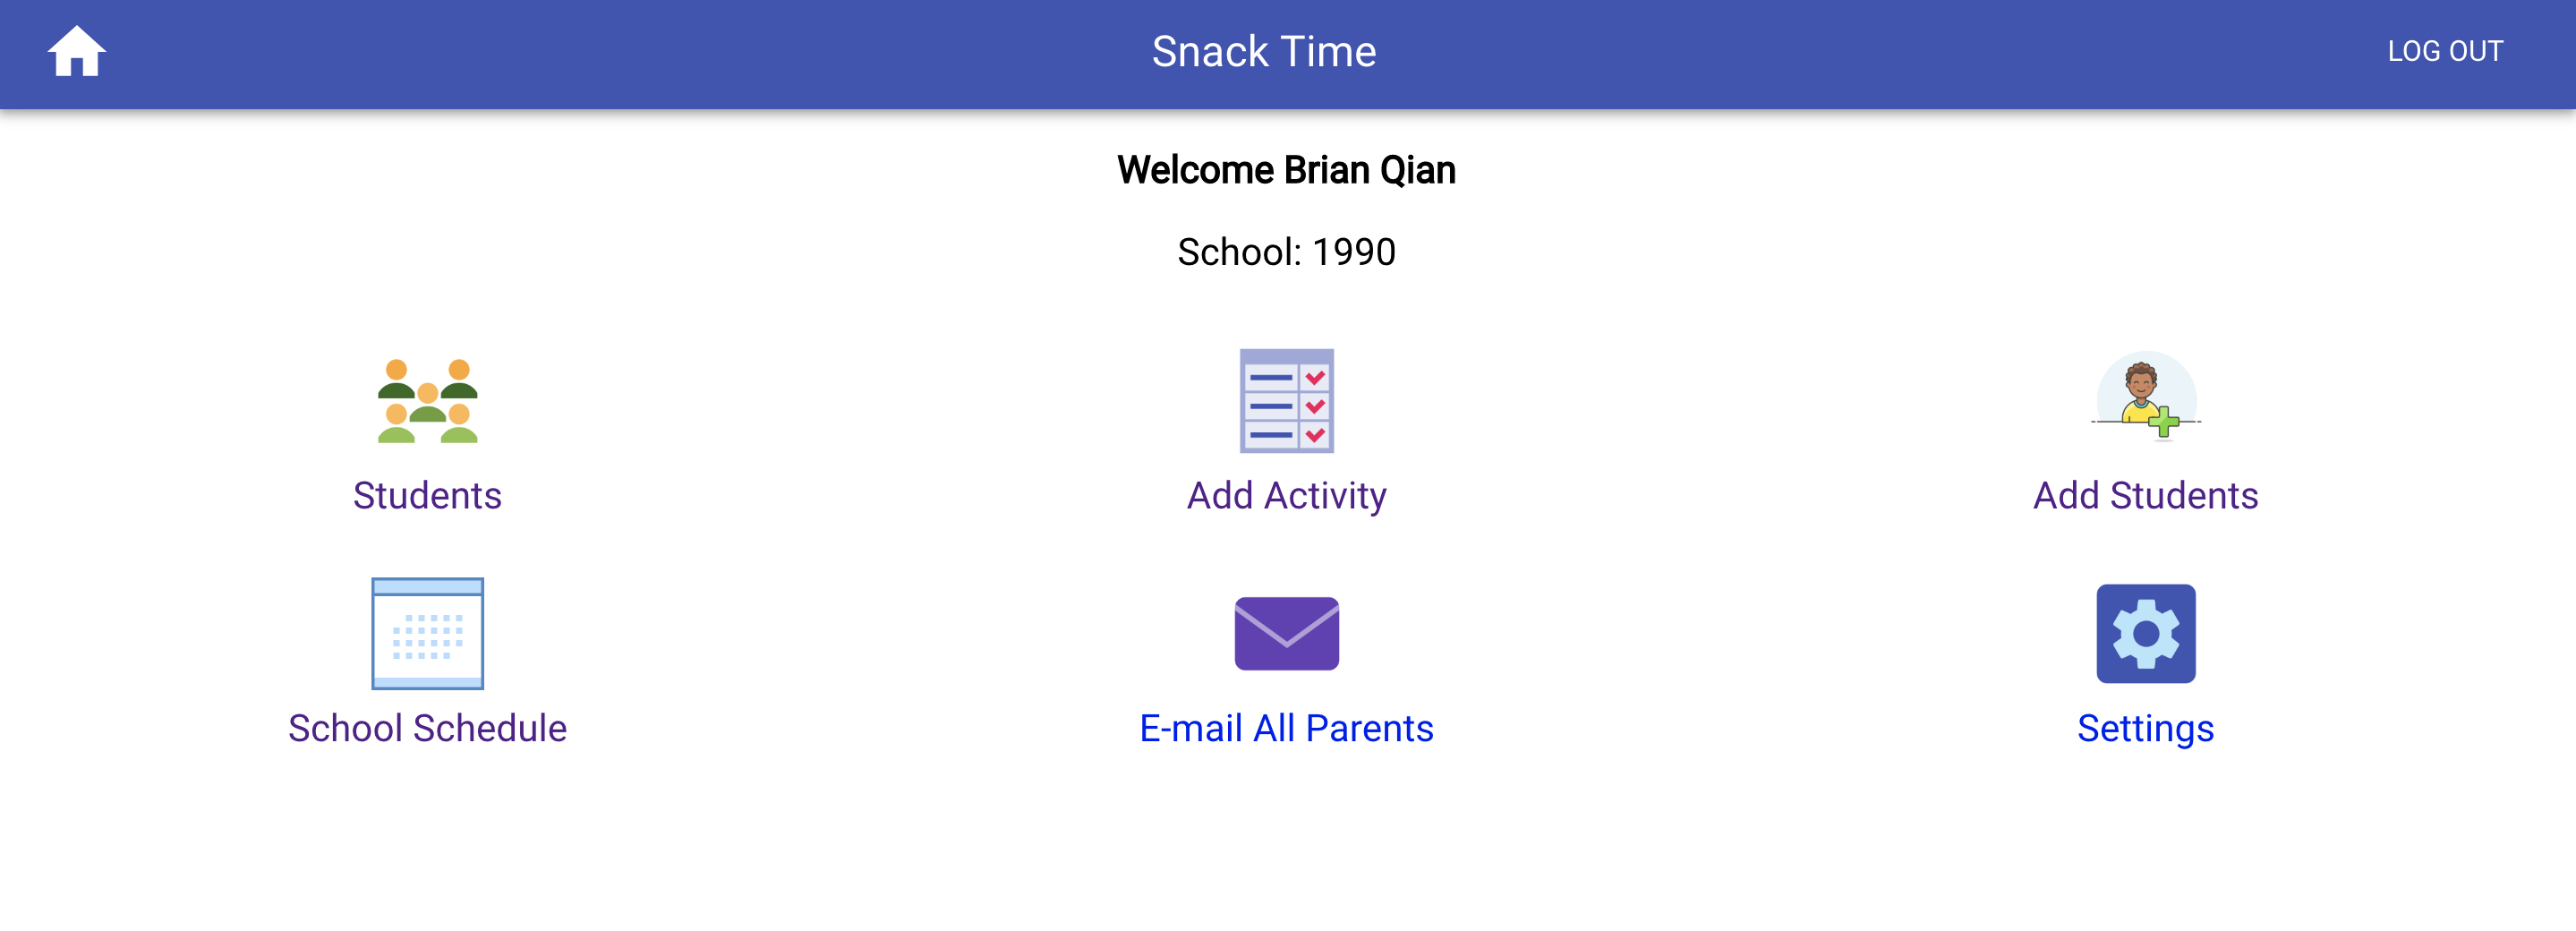 Snack Time
LOG OUT
Welcome Brian Qian
School: 1990
Students
Add Activity
Add Students
School Schedule
E-mail All Parents
Settings